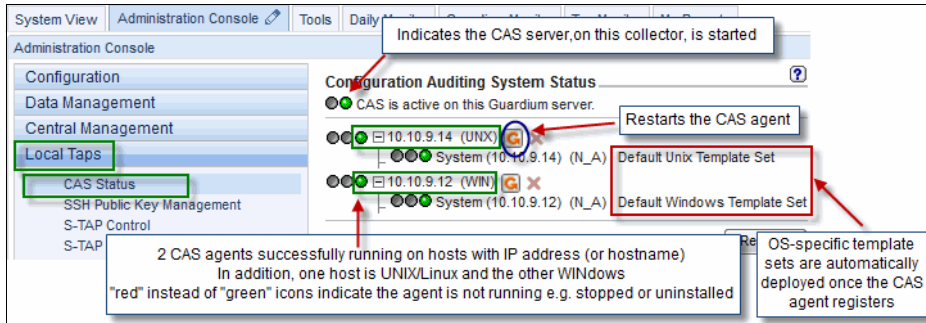 System View
Administration Console
Tools
Daily
Indicates the CAS server,on this collector, is started
Administration Console
Configuration
Data Management
Central Management
Local Taps
CAS Status
SSH Public Key Management
S-TAP Control
S-TAP
Configuration Auditing System Status
?
CAS is active on this Guardium server.
Restarts the CAS agent
10.10.9.14 (UNX)
G
System (10.10.9.14) (N_A) Default Unix Template Set
10.10.9.12 (WIN)
G
System (10.10.9.12) (N_A) Default Windows Template Set
2 CAS agents successfully running on hosts with IP address (or hostname)
In addition, one host is UNIX/Linux and the other WINdows
"red" instead of "green" icons indicate the agent is not running e.g. stopped or uninstalled
OS-specific template
sets are automatically
deployed once the CAS
agent registers